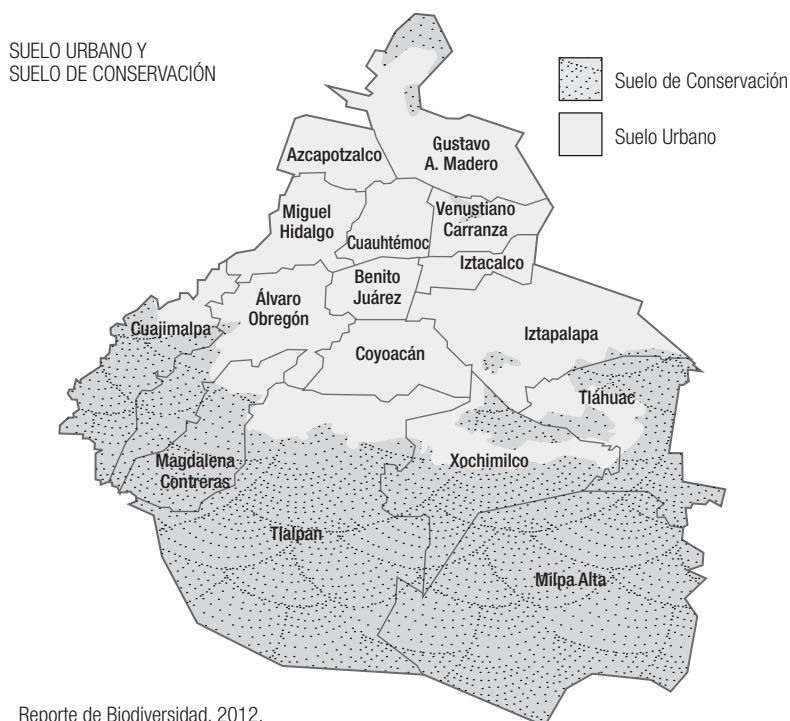 SUELO URBANO Y
SUELO DE CONSERVACIÓN
Suelo de Conservación
Suelo Urbano
Gustavo
A. Madero
Azcapotzalco
Miguel
Hidalgo
Cuauhtémoc
Venustiano
Carranza
Iztacalco
Benito
Juárez
Álvaro
Obregón
Cuajimalpa
Iztapalapa
Coyoacán
Tláhuac
Magdalena
Contreras
Xochimilco
Tlalpan
Milpa Alta
Reporte de Biodiversidad, 2012.